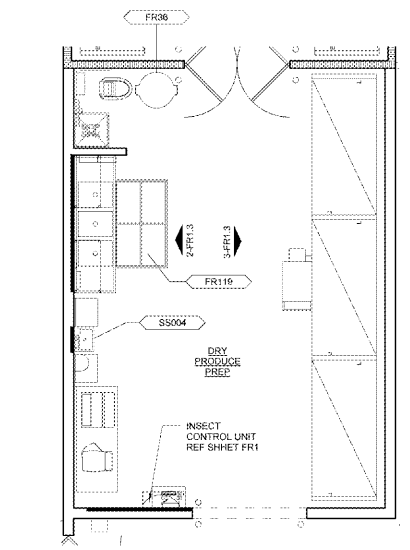 FR36
2-FR1.3
3-FR1.3
FR119
SS004
DRY
PRODUCE
PREP
INSECT
CONTROL UNIT
REF SHHET FR1